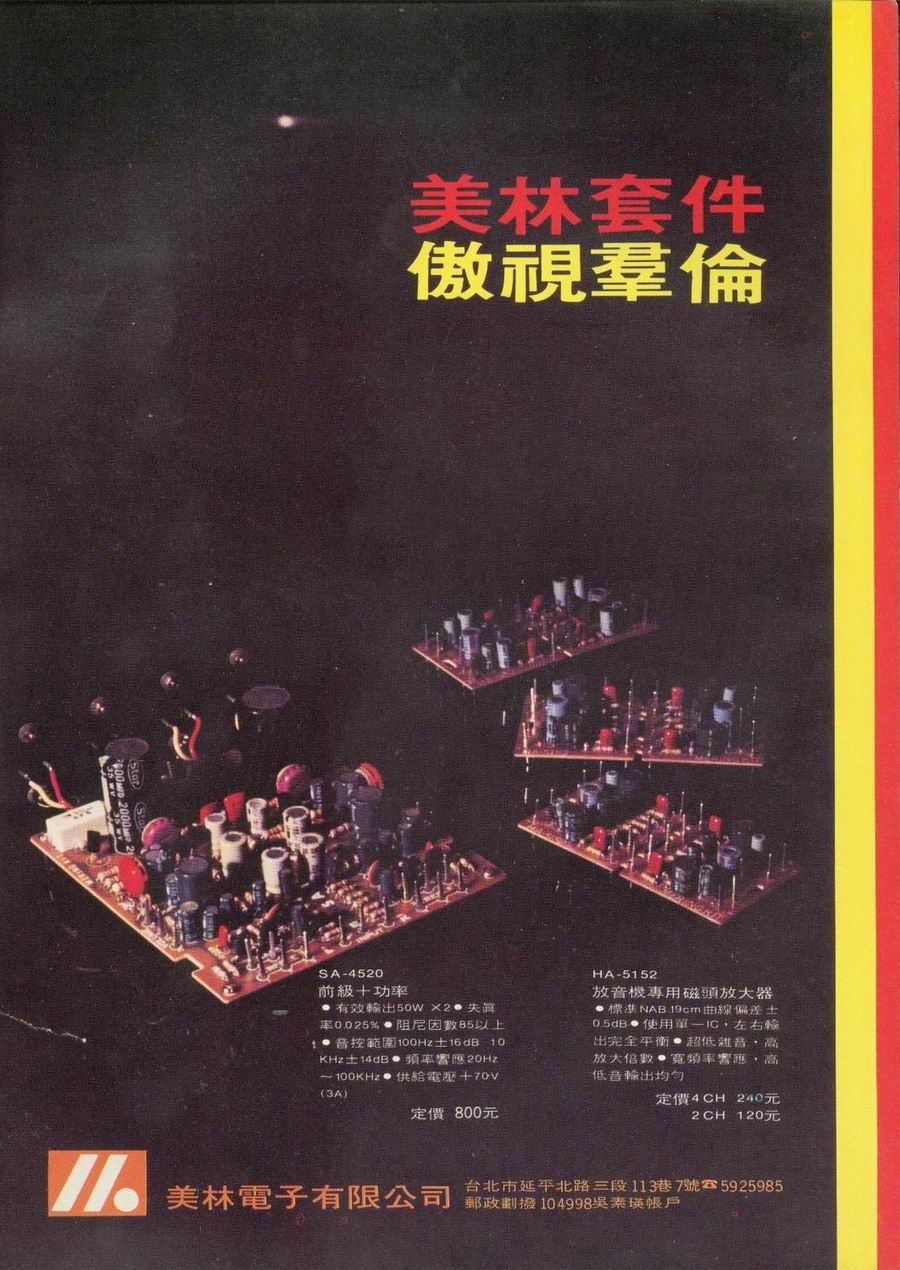 美林套件
傲視羣倫
SA-4520
前級＋功率
●有效輸出50W ×2●失眞
率0.025%●阻尼因數85以上
●音控範圍100Hz±16dB 10
KHz±14dB●頻率響應20Hz
～100KHz●供給電壓＋70V
(3A)
定價 800元
HA-5152
放音機專用磁頭放大器
●標準NAB.19cm曲線偏差±
0.5dB●使用單一IC，左右輸
出完全平衡●超低雜音，高
放大倍數●寬頻率響應，高
低音輸出均勻
定價4CH 240元
2CH 120元
美林電子有限公司
台北市延平北路三段113巷7號☎5925985
郵政劃撥104998吳素瑛帳戶